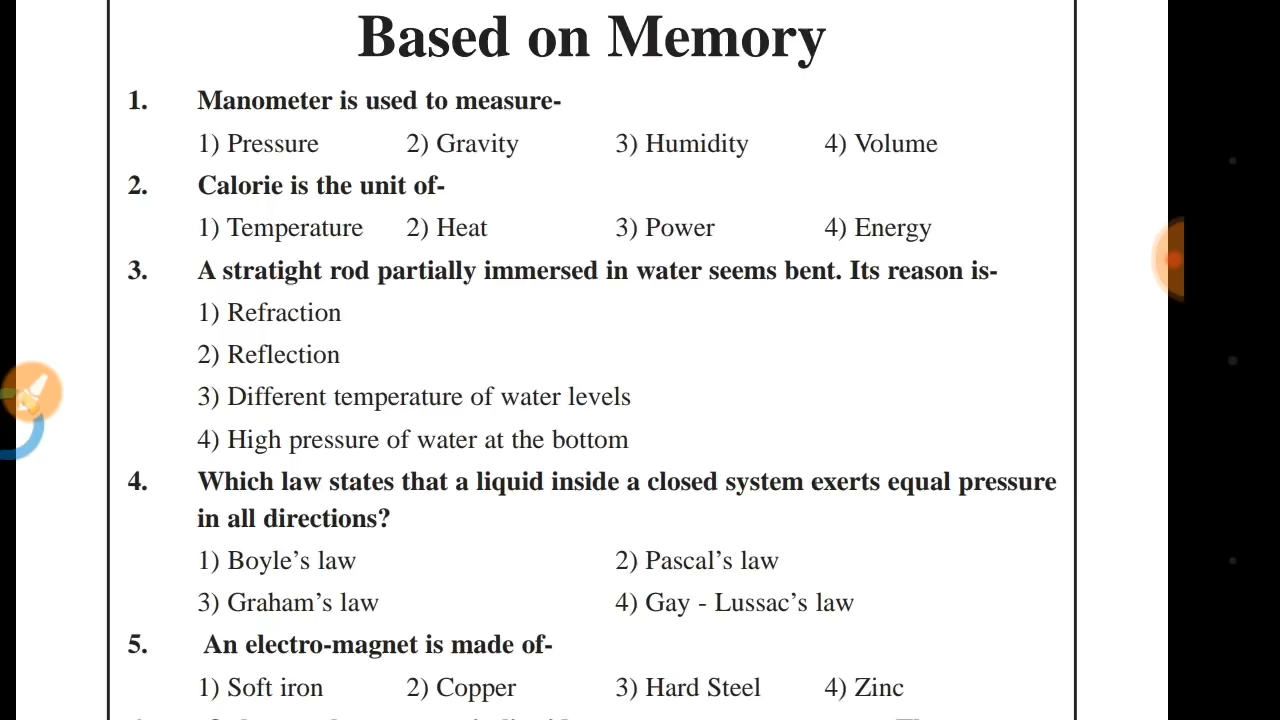 Based on Memory
1. Manometer is used to measure-
1) Pressure 2) Gravity 3) Humidity 4) Volume
2. Calorie is the unit of-
1) Temperature 2) Heat 3) Power 4) Energy
3. A stratight rod partially immersed in water seems bent. Its reason is-
1) Refraction
2) Reflection
3) Different temperature of water levels
4) High pressure of water at the bottom
4. Which law states that a liquid inside a closed system exerts equal pressure
in all directions?
1) Boyle’s law 2) Pascal’s law
3) Graham’s law 4) Gay - Lussac’s law
5. An electro-magnet is made of-
1) Soft iron 2) Copper 3) Hard Steel 4) Zinc